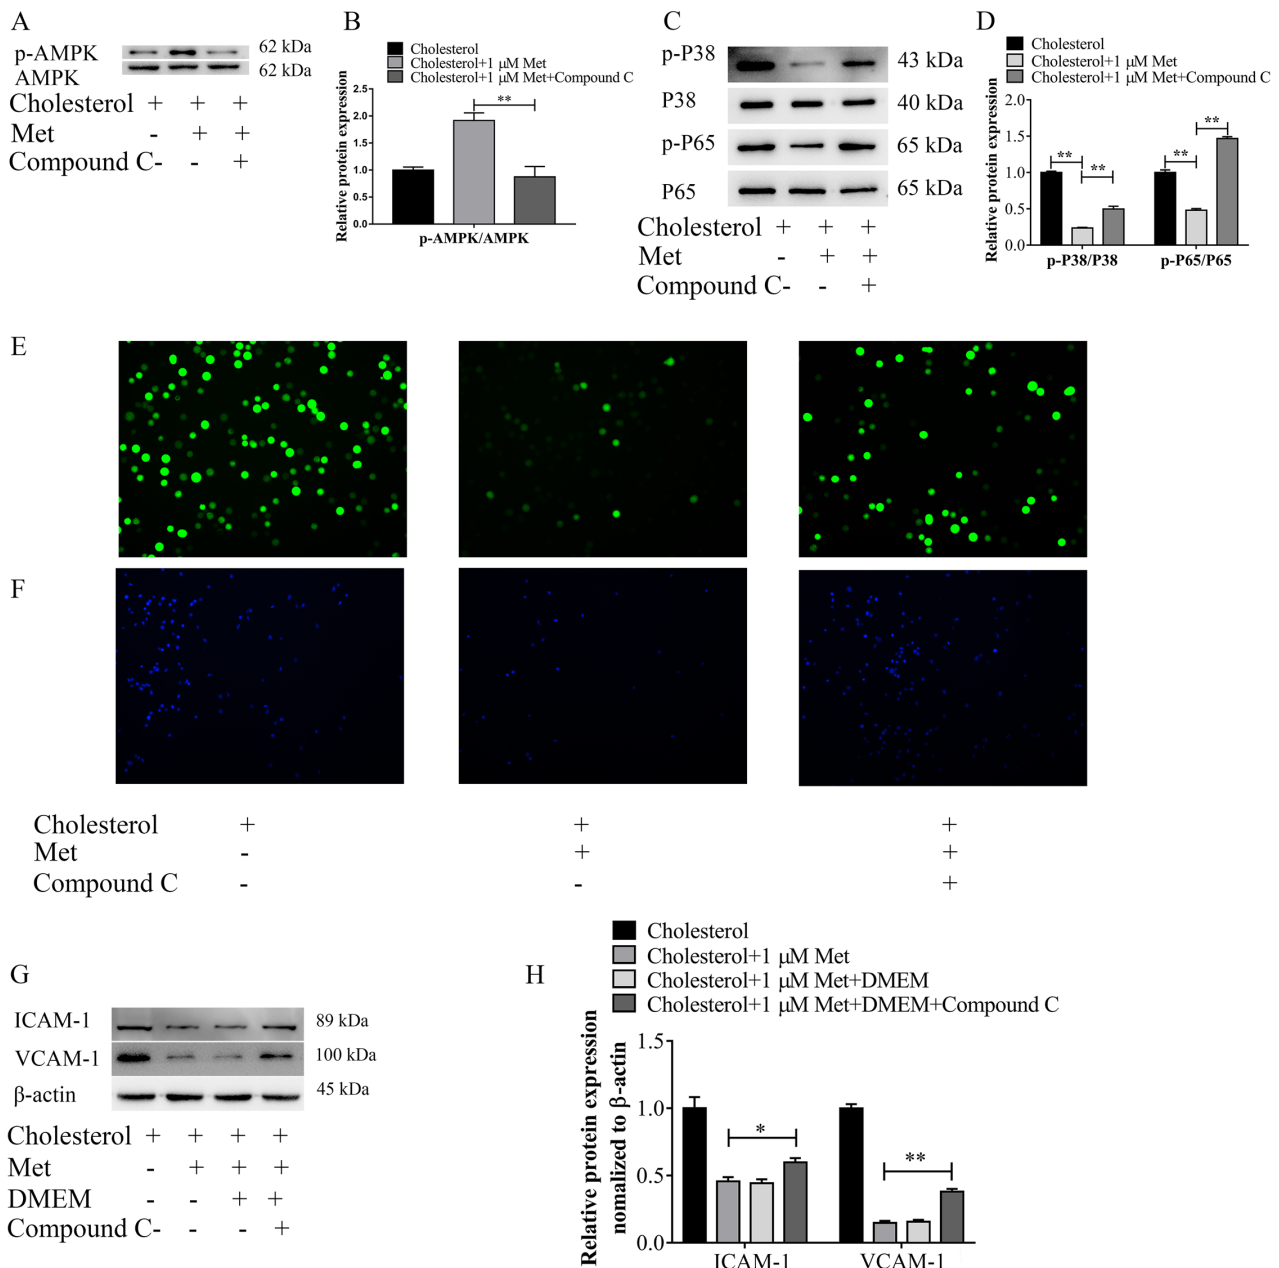 A
p-AMPK 62 kDa
AMPK 62 kDa
Cholesterol + + +
Met - + +
Compound C- - +
B
Cholesterol
Cholesterol+1 μM Met
Cholesterol+1 μM Met+Compound C
Relative protein expression
2.5
2.0
1.5
1.0
0.5
0.0
**
p-AMPK/AMPK
C
p-P38 43 kDa
P38 40 kDa
p-P65 65 kDa
P65 65 kDa
Cholesterol + + +
Met - + +
Compound C- - +
D
Cholesterol
Cholesterol+1 μM Met
Cholesterol+1 μM Met+Compound C
Relative protein expression
2.0
1.5
1.0
0.5
0.0
** ** ** **
p-P38/P38 p-P65/P65
E
F
Cholesterol + + +
Met - + +
Compound C - - +
G
ICAM-1 89 kDa
VCAM-1 100 kDa
β-actin 45 kDa
Cholesterol + + + +
Met - + + +
DMEM - - + +
Compound C- - +
H
Cholesterol
Cholesterol+1 μM Met
Cholesterol+1 μM Met+DMEM
Cholesterol+1 μM Met+DMEM+Compound C
Relative protein expression
nomalized to β-actin
1.5
1.0
0.5
0.0
* **
ICAM-1 VCAM-1